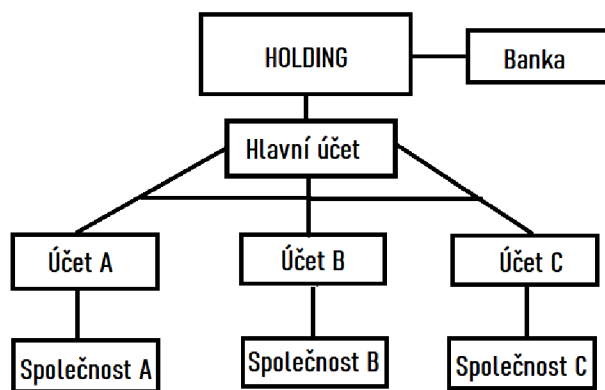 HOLDING
Banka
Hlavní účet
Účet A
Účet B
Účet C
Společnost A
Společnost B
Společnost C